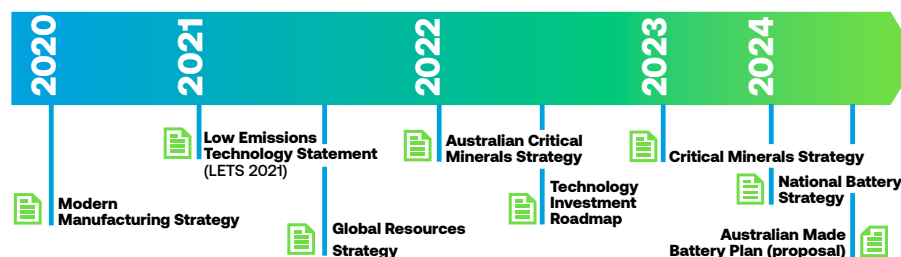 2020
2021
2022
2023
2024
Low Emissions
Technology Statement
(LETS 2021)
Australian Critical
Minerals Strategy
Critical Minerals Strategy
Modern
Manufacturing Strategy
Global Resources
Strategy
Technology
Investment
Roadmap
National Battery
Strategy
Australian Made
Battery Plan (proposal)